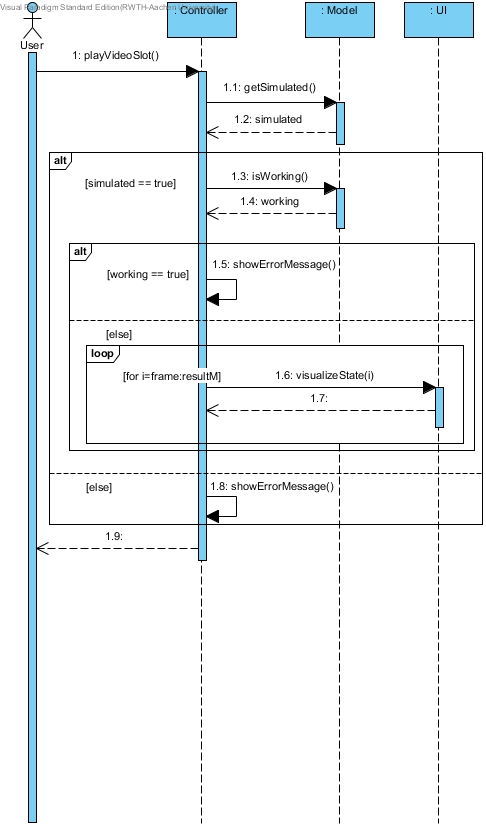 Visual Paradigm Standard Edition(RWTH-Aachen
: Controller
: Model
: UI
User
1: playVideoSlot()
1.1: getSimulated()
1.2: simulated
alt
[simulated == true]
1.3: isWorking()
1.4: working
alt
[working == true]
1.5: showErrorMessage()
[else]
loop
[for i=frame:resultM]
1.6: visualizeState(i)
1.7:
[else]
1.8: showErrorMessage()
1.9: